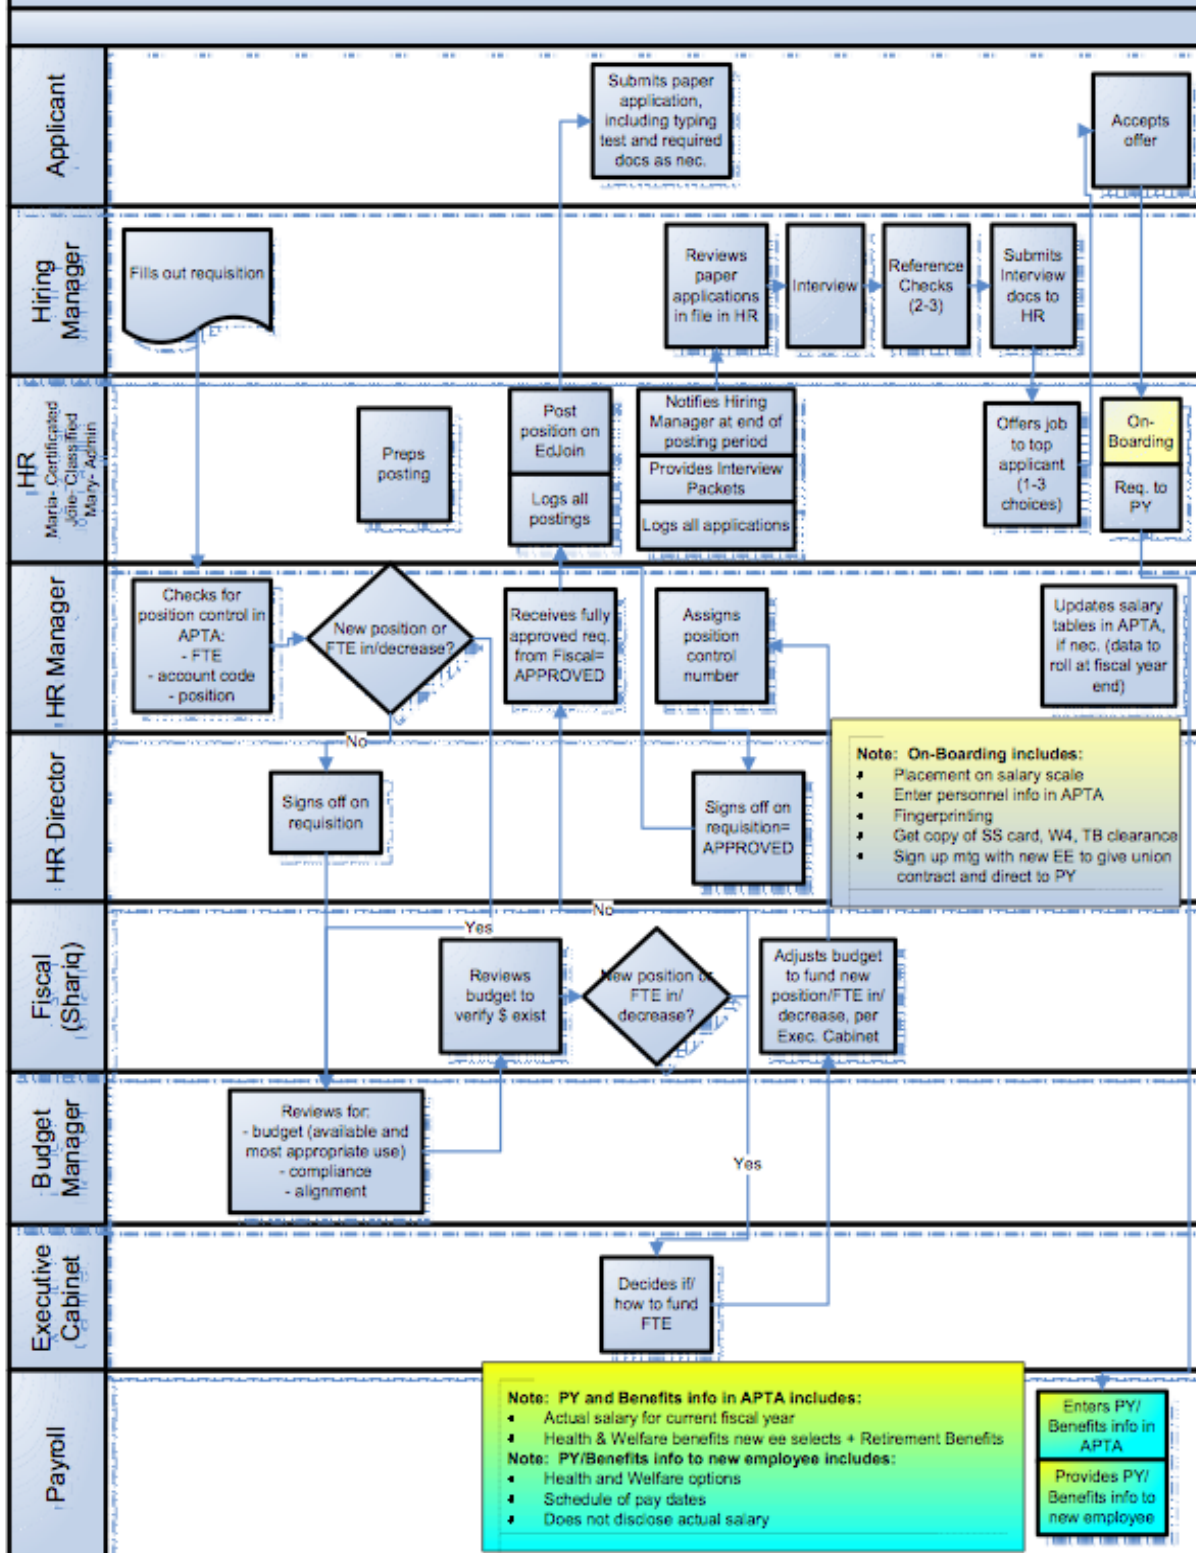 Applicant
Submits paper
application,
including typing
test and required
docs as nec.
Accepts
offer
Hiring
Manager
Fills out requisition
Reviews
paper
applications
in file in HR
Interview
Reference
Checks
(2-3)
Submits
Interview
docs to
HR
HR
Maria- Certificated
Joie- Classified
Mary- Admin
Preps
posting
Post
position on
EdJoin
Logs all
postings
Notifies Hiring
Manager at end of
posting period
Provides Interview
Packets
Logs all applications
Offers job
to top
applicant
(1-3
choices)
On-
Boarding
Req. to
PY
HR Manager
Checks for
position control in
APTA:
- FTE
- account code
- position
New position or
FTE in/decrease?
Receives fully
approved req.
from Fiscal=
APPROVED
Assigns
position
control
number
Updates salary
tables in APTA,
if nec. (data to
roll at fiscal year
end)
No
HR Director
Signs off on
requisition
Signs off on
requisition=
APPROVED
Note: On-Boarding includes:
• Placement on salary scale
• Enter personnel info in APTA
• Fingerprinting
• Get copy of SS card, W4, TB clearance
• Sign up mtg with new EE to give union
contract and direct to PY
Fiscal
(Shariq)
Yes
No
Reviews
budget to
verify $ exist
New position or
FTE in/
decrease?
Adjusts budget
to fund new
position/FTE in/
decrease, per
Exec. Cabinet
Budget
Manager
Reviews for:
- budget (available and
most appropriate use)
- compliance
- alignment
Yes
Executive
Cabinet
Decides if/
how to fund
FTE
Payroll
Note: PY and Benefits info in APTA includes:
• Actual salary for current fiscal year
• Health & Welfare benefits new ee selects + Retirement Benefits
Note: PY/Benefits info to new employee includes:
• Health and Welfare options
• Schedule of pay dates
• Does not disclose actual salary
Enters PY/
Benefits info in
APTA
Provides PY/
Benefits info to
new employee